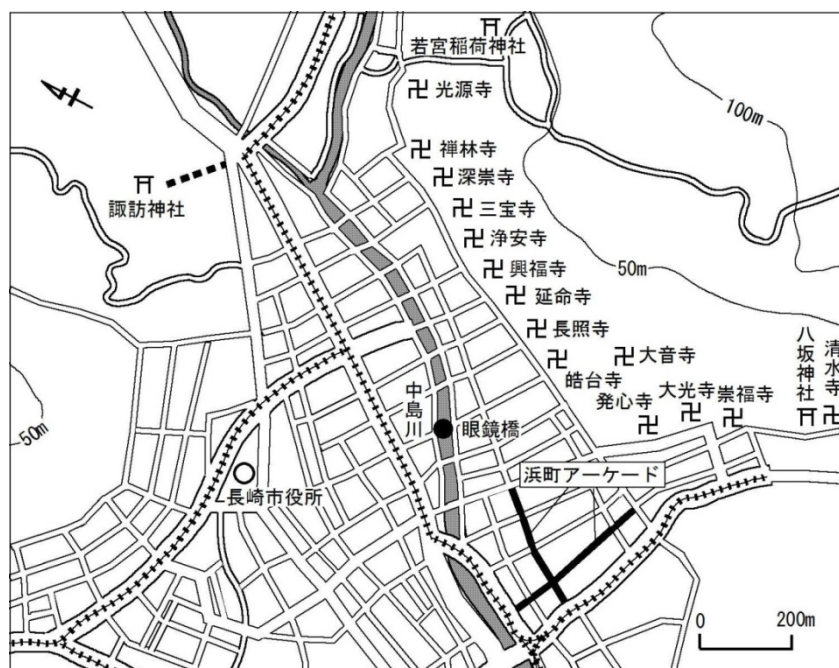 若宮稲荷神社
光源寺
100m
禅林寺
深崇寺
諏訪神社
三宝寺
浄安寺
興福寺
50m
延命寺
長照寺
大音寺
皓台寺
八坂神社
清水寺
発心寺
大光寺
崇福寺
中島川
眼鏡橋
50m
浜町アーケード
長崎市役所
0 200m